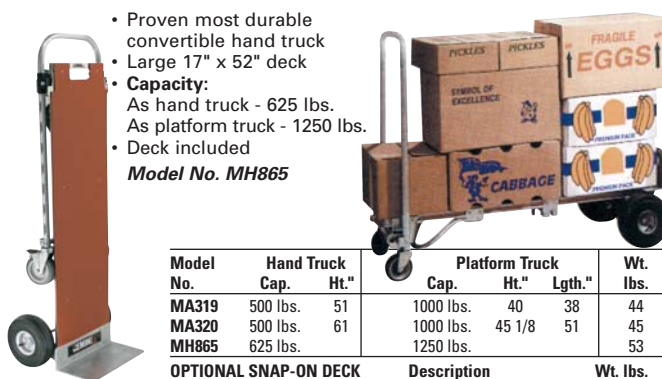 • Proven most durable
convertible hand truck
• Large 17" x 52" deck
• Capacity:
As hand truck - 625 lbs.
As platform truck - 1250 lbs.
• Deck included
Model No. MH865
PICKLES PICKLES
SYMBOL OF
EXCELLENCE
CABBAGE
FRAGILE
EGGS
PREMIUM PACK
PREMIUM PACK
Model Hand Truck Platform Truck Wt.
No. Cap. Ht." Cap. Ht." Lgth." lbs.
MA319 500 lbs. 51 1000 lbs. 40 38 44
MA320 500 lbs. 61 1000 lbs. 45 1/8 51 45
MH865 625 lbs. 1250 lbs. 53
OPTIONAL SNAP-ON DECK Description Wt. lbs.